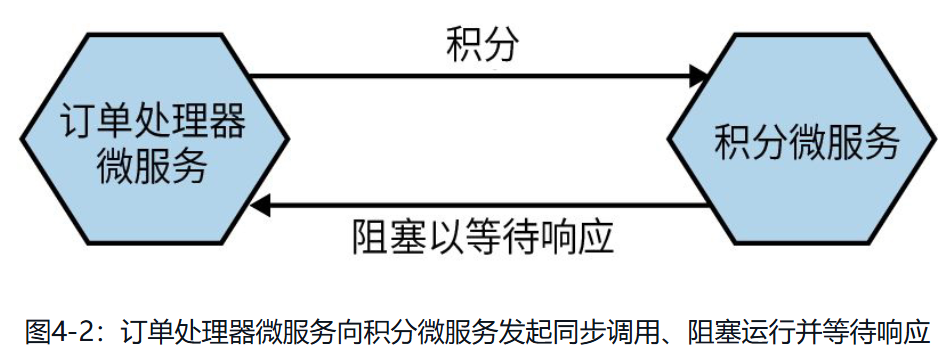 积分
订单处理器
微服务
积分微服务
阻塞以等待响应
图4-2：订单处理器微服务向积分微服务发起同步调用、阻塞运行并等待响应